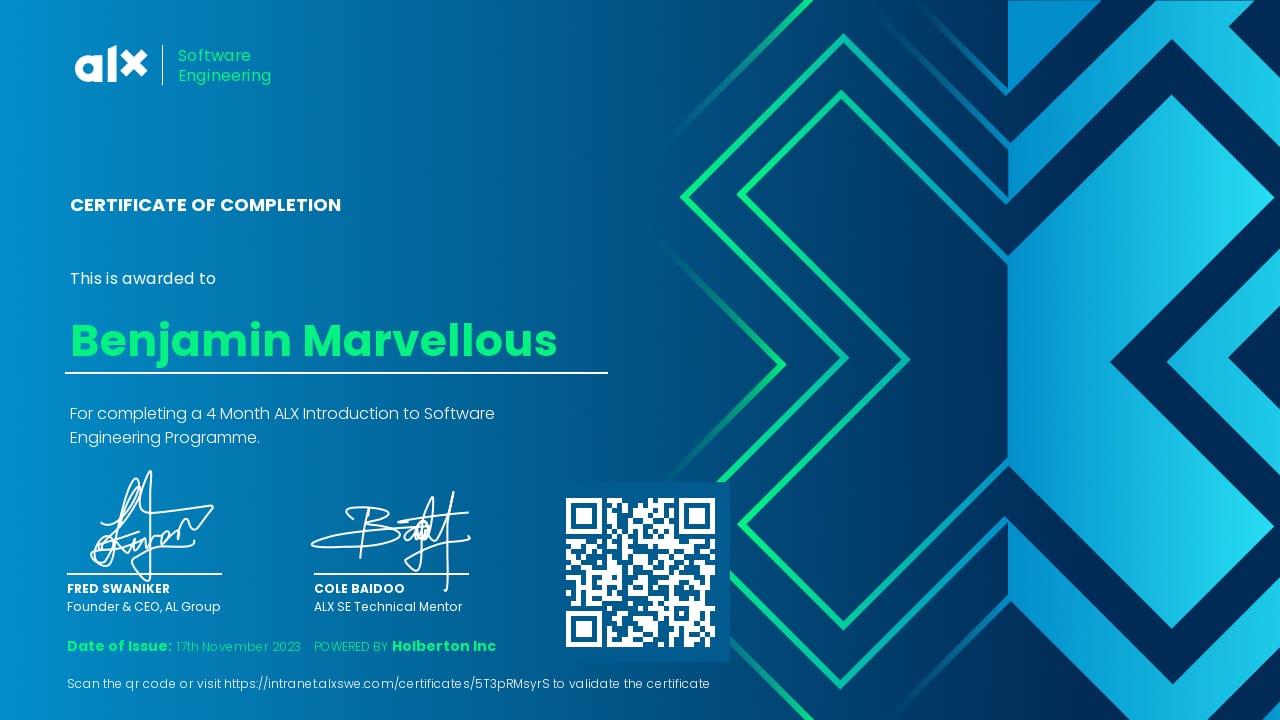 alx
Software
Engineering
CERTIFICATE OF COMPLETION
This is awarded to
Benjamin Marvellous
For completing a 4 Month ALX Introduction to Software
Engineering Programme.
FRED SWANIKER
Founder & CEO, AL Group
COLE BAIDOO
ALX SE Technical Mentor
Date of Issue: 17th November 2023 POWERED BY Holberton Inc
Scan the qr code or visit https://intranet.alxswe.com/certificates/5T3pRMsyrS to validate the certificate